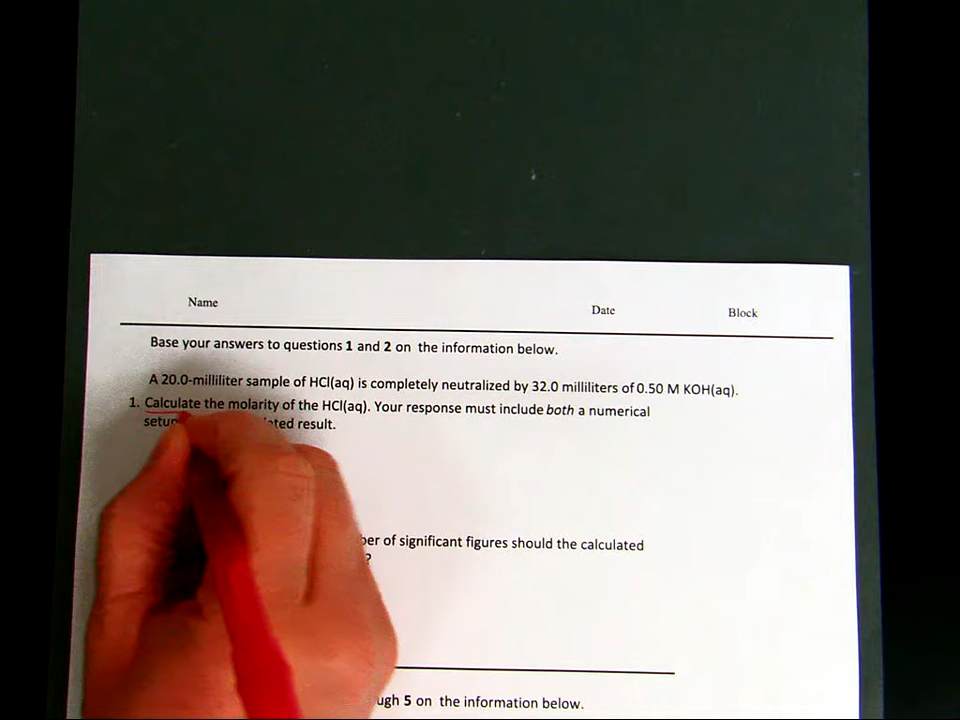 Name Date Block
Base your answers to questions 1 and 2 on the information below.
A 20.0-milliliter sample of HCl(aq) is completely neutralized by 32.0 milliliters of 0.50 M KOH(aq).
1. Calculate the molarity of the HCl(aq). Your response must include both a numerical
result.
of significant figures should the calculated
?
5 on the information below.